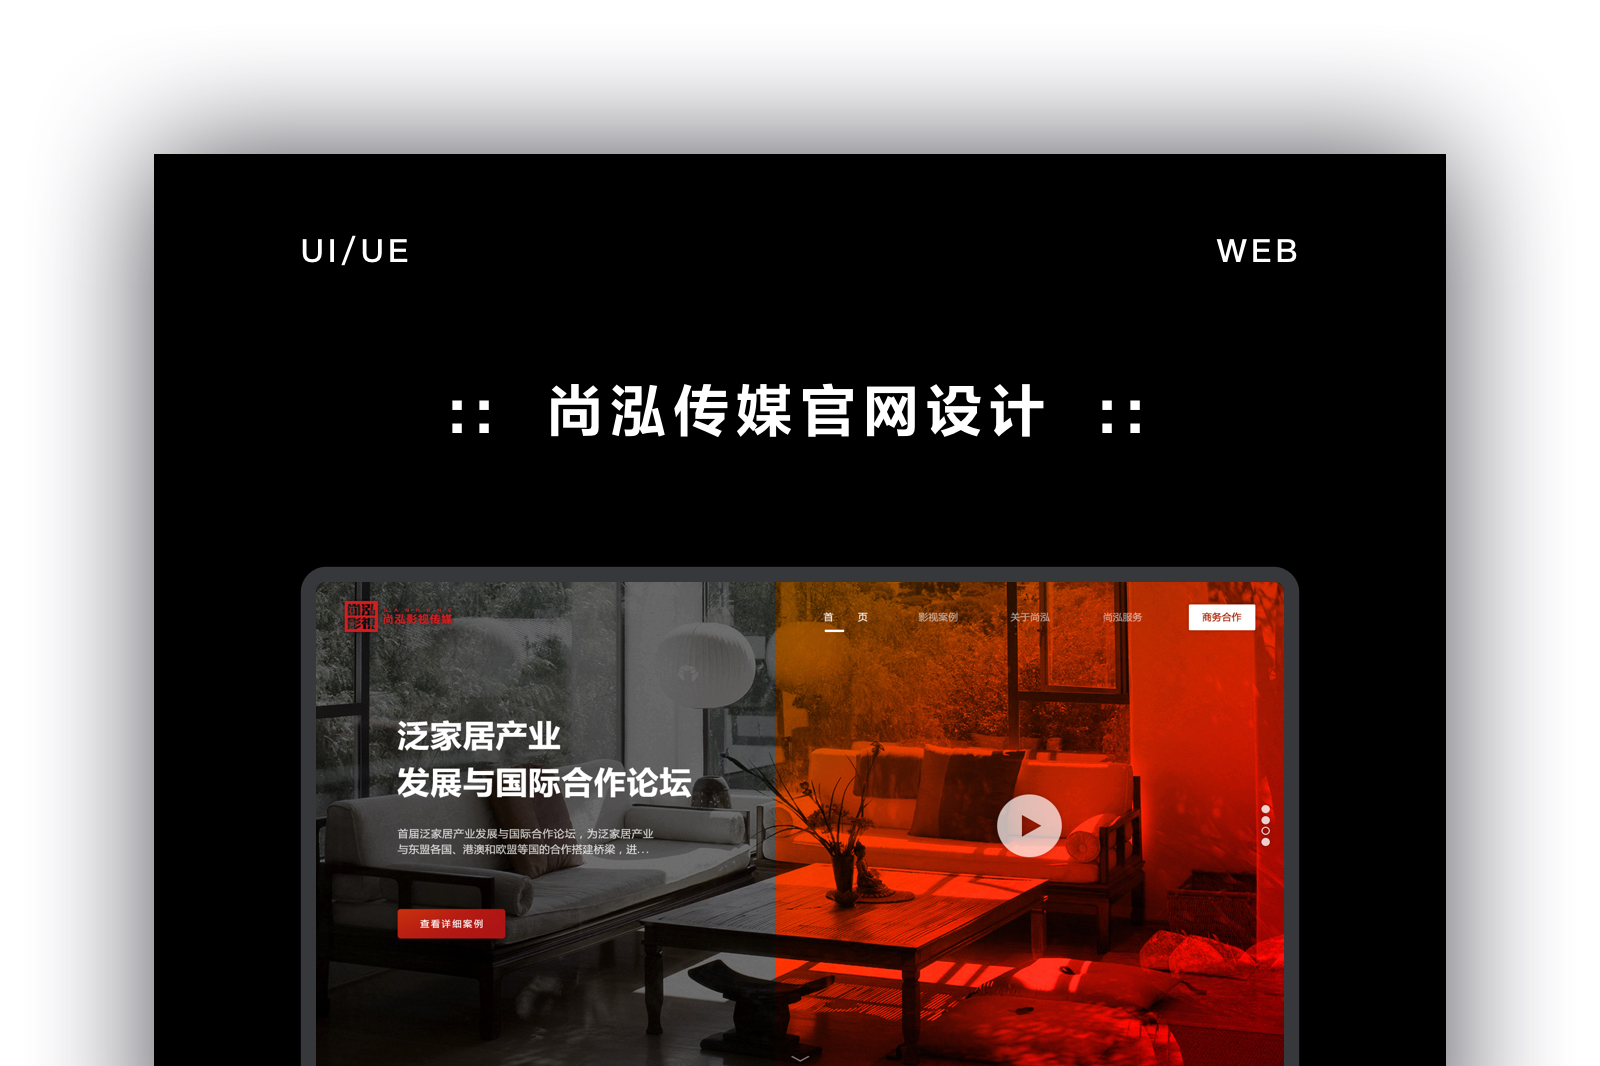 UI/UE
WEB
:: 尚泓传媒官网设计 ::
尚泓影视
尚泓影视传媒
首 页
影视案例
关于尚泓
尚泓服务
商务合作
泛家居产业
发展与国际合作论坛
首届泛家居产业发展与国际合作论坛，为泛家居产业
与东盟各国、港澳和欧盟等国的合作搭建桥梁，进...
查看详细案例